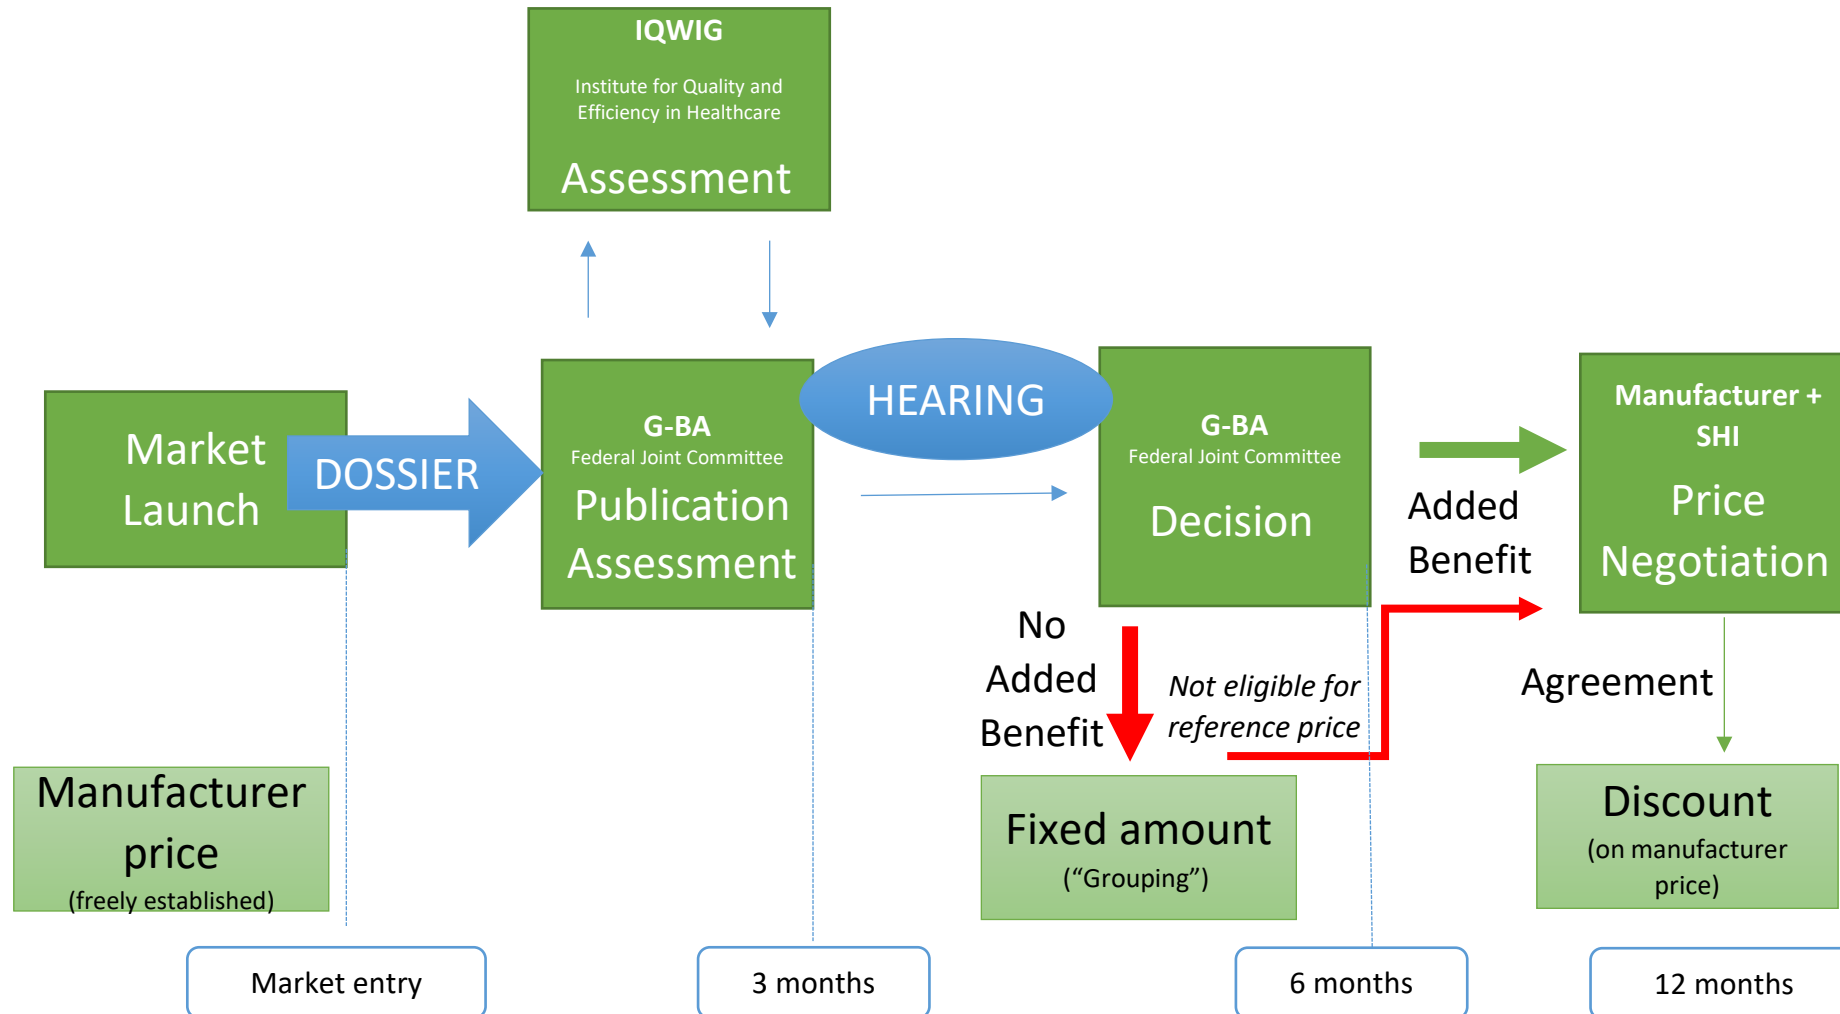 IQWIG
Institute for Quality and
Efficiency in Healthcare
Assessment
Market
Launch
DOSSIER
G-BA
Federal Joint Committee
Publication
Assessment
HEARING
G-BA
Federal Joint Committee
Decision
Added
Benefit
Manufacturer +
SHI
Price
Negotiation
No
Added
Benefit
Not eligible for
reference price
Agreement
Manufacturer
price
(freely established)
Fixed amount
(“Grouping”)
Discount
(on manufacturer
price)
Market entry
3 months
6 months
12 months